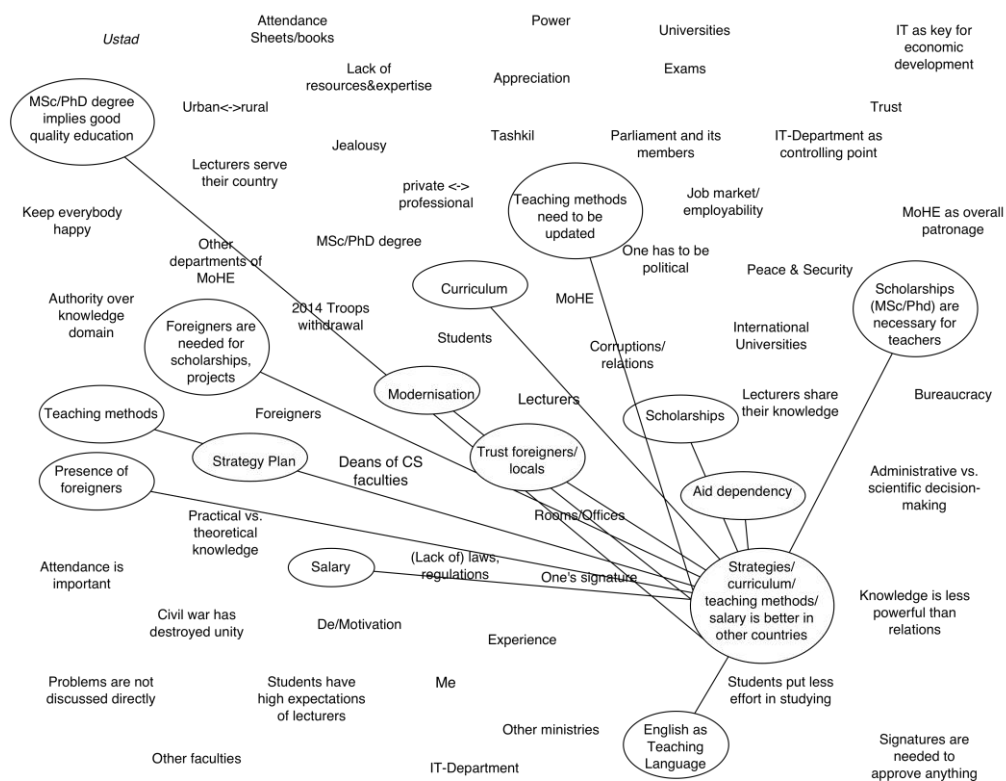 Ustad
Attendance
Sheets/books
Power
Universities
IT as key for
economic
development
Lack of
resources&expertise
Appreciation
Exams
MSc/PhD degree
implies good
quality education
Urban<->rural
Trust
Jealousy
Tashkil
Parliament and its
members
IT-Department as
controlling point
Lecturers serve
their country
private <->
professional
Teaching methods
need to be
updated
Job market/
employability
Keep everybody
happy
MoHE as overall
patronage
Other
departments of
MoHE
MSc/PhD degree
One has to be
political
Peace & Security
Curriculum
MoHE
Scholarships
(MSc/Phd) are
necessary for
teachers
Authority over
knowledge
domain
Foreigners are
needed for
scholarships,
projects
2014 Troops
withdrawal
Students
Corruptions/
relations
International
Universities
Modernisation
Lecturers
Lecturers share
their knowledge
Bureaucracy
Teaching methods
Foreigners
Scholarships
Strategy Plan
Deans of CS
faculties
Trust foreigners/
locals
Presence of
foreigners
Aid dependency
Administrative vs.
scientific decision-
making
Practical vs.
theoretical
knowledge
Rooms/Offices
Attendance is
important
Salary
(Lack of) laws,
regulations
One's signature
Strategies/
curriculum/
teaching methods/
salary is better in
other countries
Knowledge is less
powerful than
relations
Civil war has
destroyed unity
De/Motivation
Experience
Problems are not
discussed directly
Students have
high expectations
of lecturers
Me
Students put less
effort in studying
Other ministries
English as
Teaching
Language
Other faculties
IT-Department
Signatures are
needed to
approve anything